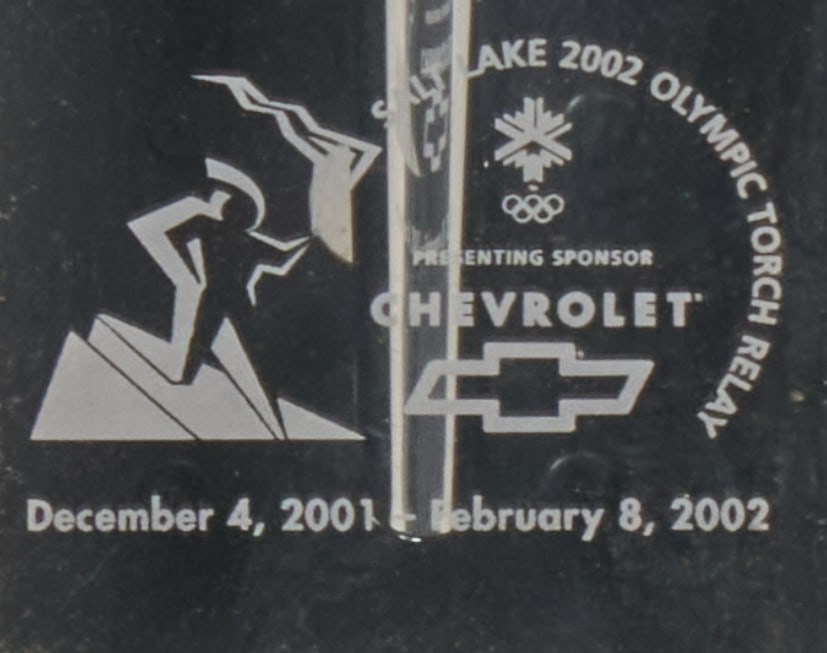 SALT LAKE 2002 OLYMPIC TORCH RELAY
PRESENTING SPONSOR
CHEVROLET
December 4, 2001 - February 8, 2002